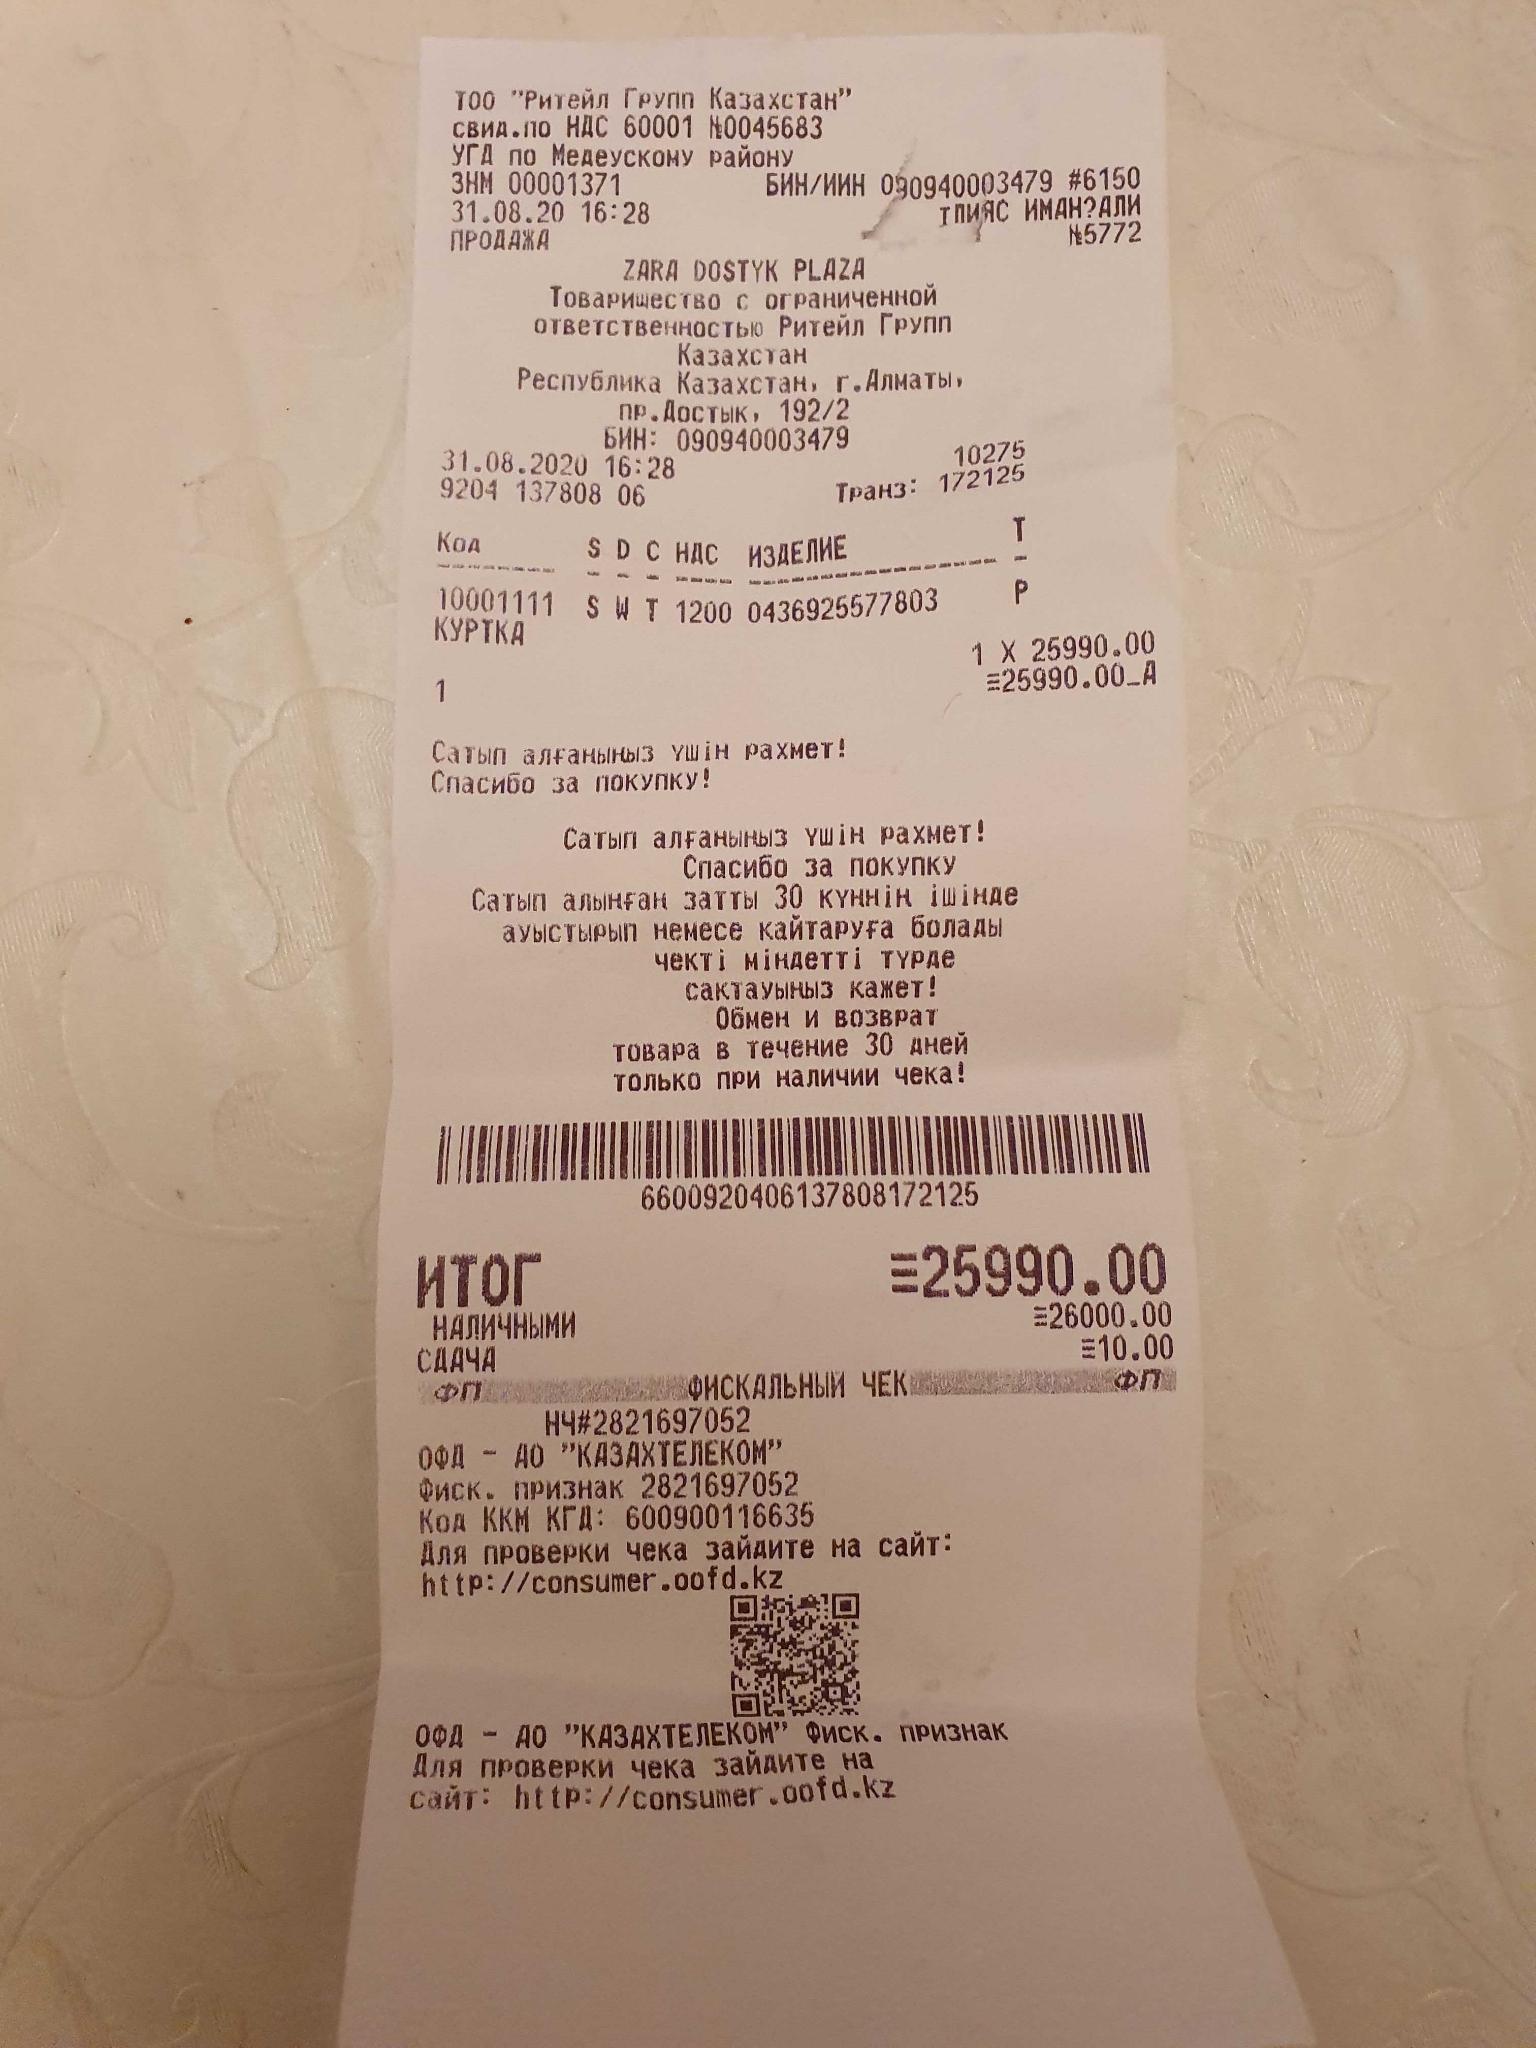 ТОО "Ритейл Групп Казахстан"
свид.по НДС 60001 №0045683
УГД по Медеускому району
ЗНМ 00001371 БИН/ИИН 090940003479 #6150
31.08.20 16:28 ИМАН?АЛИ
ПРОДАЖА №5772
ZARA DOSTYK PLAZA
Товарищество с ограниченной
ответственностью Ритейл Групп
Казахстан
Республика Казахстан, г.Алматы,
пр.Достык, 192/2
БИН: 090940003479
31.08.2020 16:28 10275
9204 137808 06 Транз: 172125
Код S D C НДС ИЗДЕЛИЕ T
10001111 S W T 1200 0436925577803 P
КУРТКА
1 X 25990.00
1 ≡25990.00_А
Сатып алғаныңыз үшін рахмет!
Спасибо за покупку!
Сатып алғаныңыз үшін рахмет!
Спасибо за покупку
Сатып алынған затты 30 күннін ішінде
ауыстырып немесе кайтаруға болады
чекті міндетті түрде
сактауыңыз кажет!
Обмен и возврат
товара в течение 30 дней
только при наличии чека!
6600920406137808172125
ИТОГ ≡25990.00
НАЛИЧНЫМИ ≡26000.00
СДАЧА ≡10.00
ФП ФИСКАЛЬНЫЙ ЧЕК ФП
НЧ#2821697052
ОФД - АО "КАЗАХТЕЛЕКОМ"
Фиск. признак 2821697052
Код ККМ КГД: 600900116635
Для проверки чека зайдите на сайт:
http://consumer.oofd.kz
ОФД - АО "КАЗАХТЕЛЕКОМ" Фиск. признак
Для проверки чека зайдите на
сайт: http://consumer.oofd.kz